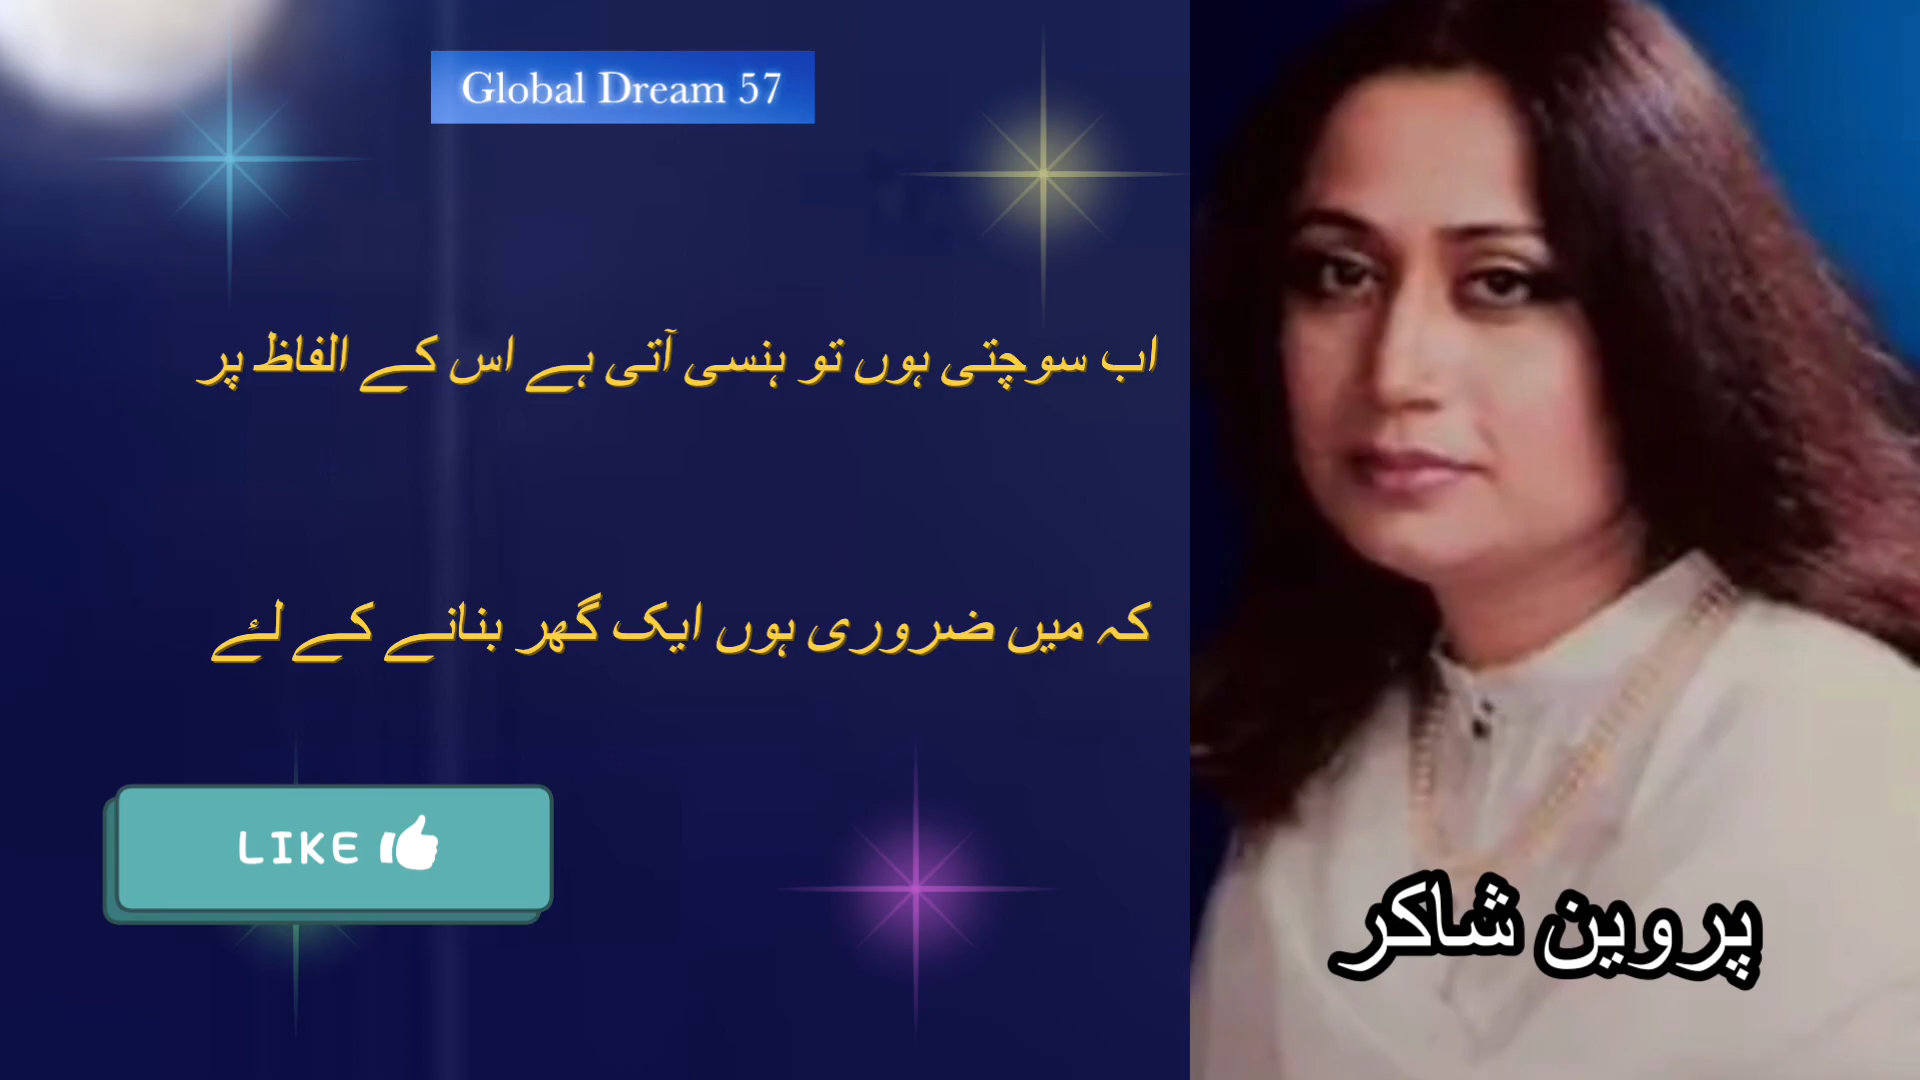 Global Dream 57
اب سوچتی ہوں تو ہنسی آتی ہے اس کے الفاظ پر
کہ میں ضروری ہوں ایک گھر بنانے کے لئے
LIKE
پروین شاکر